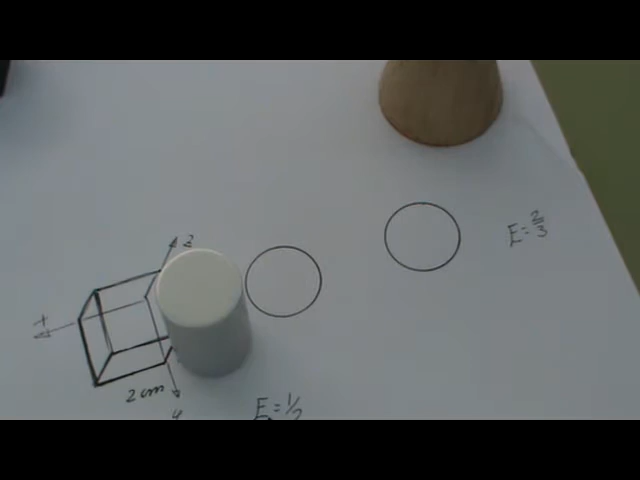 z
E = 2/3
x
2 cm
y
E = 1/2